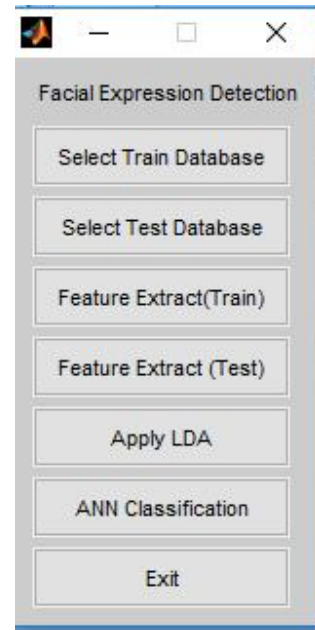 Facial Expression Detection
Select Train Database
Select Test Database
Feature Extract(Train)
Feature Extract (Test)
Apply LDA
ANN Classification
Exit